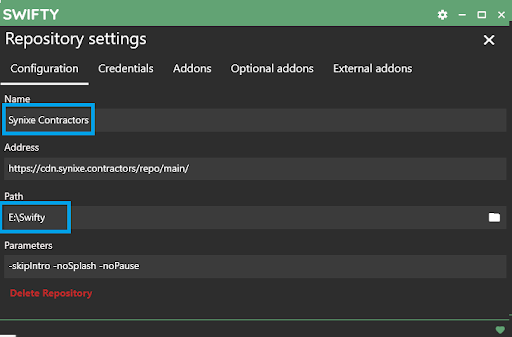 SWIFTY
Repository settings
Configuration Credentials Addons Optional addons External addons
Name
Synixe Contractors
Address
https://cdn.synixe.contractors/repo/main/
Path
E:\Swifty
Parameters
-skipIntro -noSplash -noPause
Delete Repository